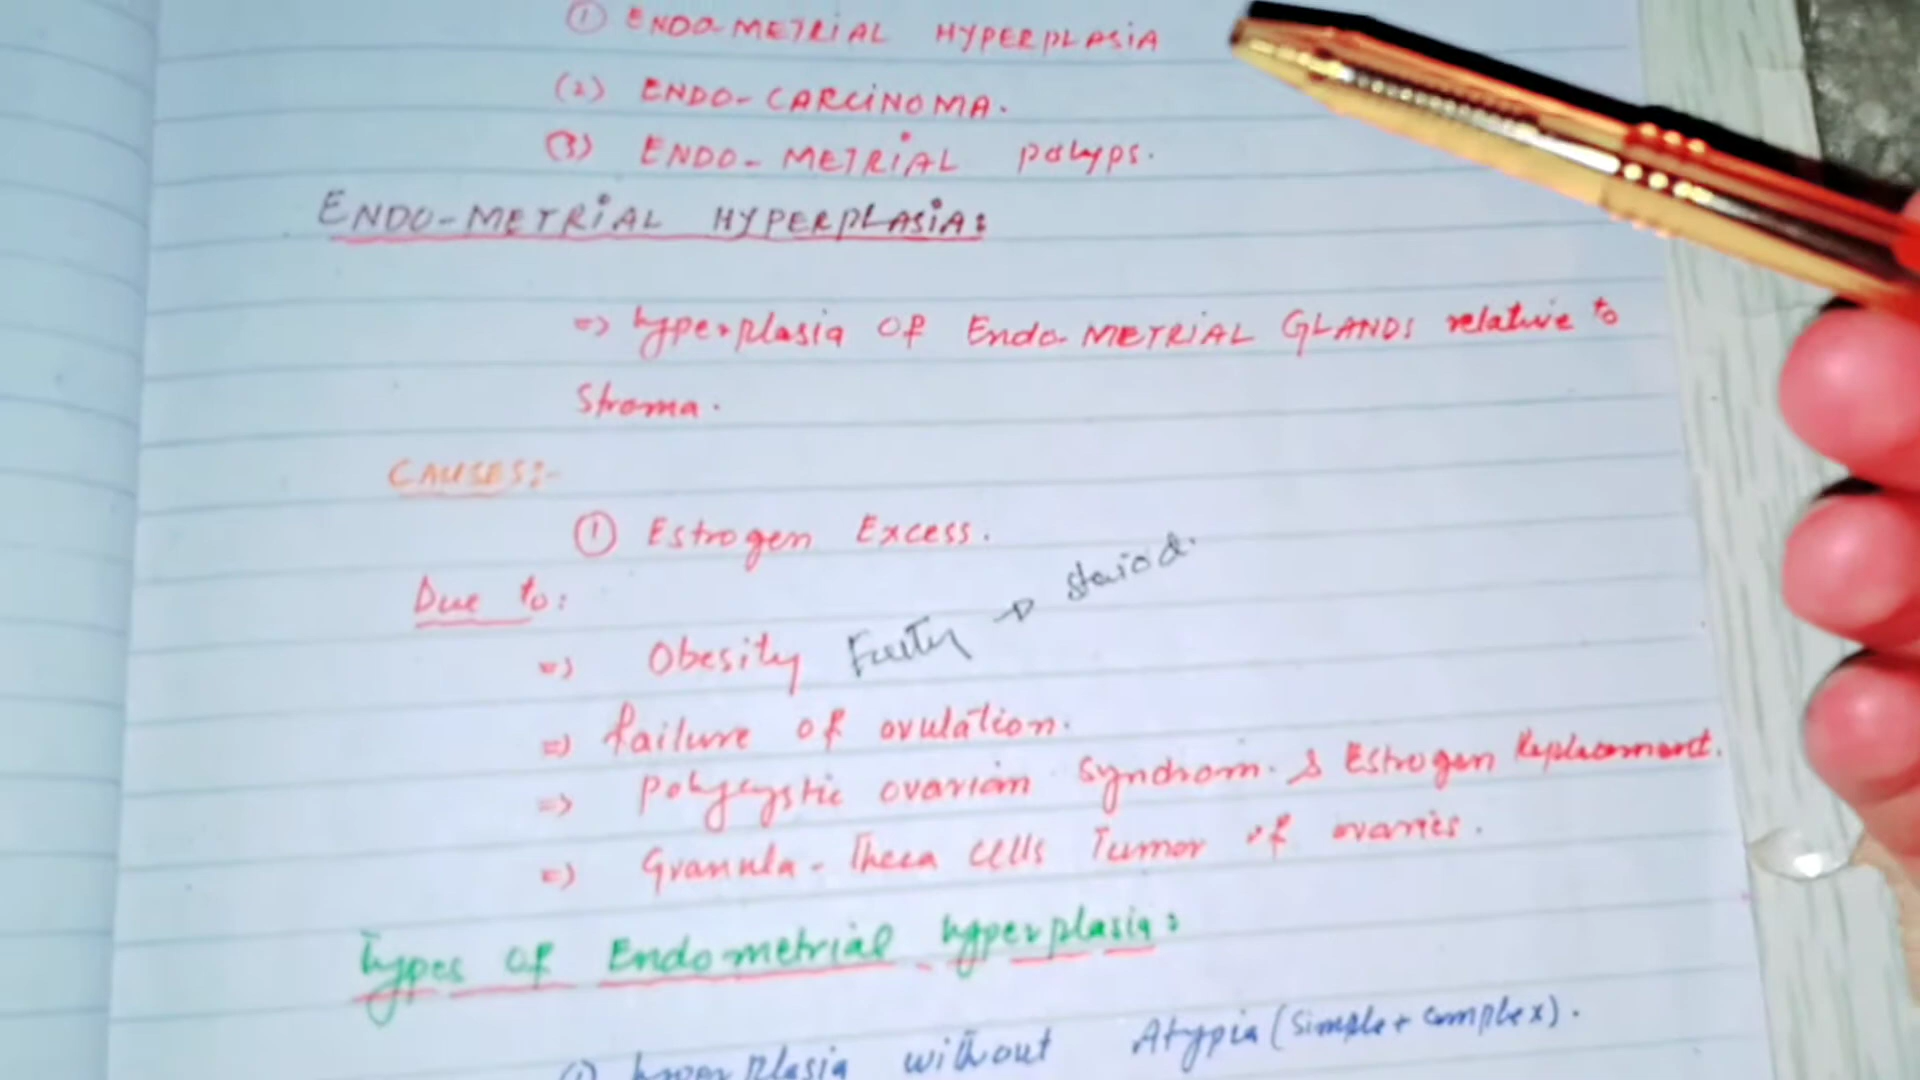 ① ENDO-METRIAL HYPERPLASIA
(2) ENDO-CARCINOMA.
(3) ENDO-METRIAL polyps.
ENDO-METRIAL HYPERPLASIA:
=> hyperplasia OF Endo-METRIAL GLANDS relative to
Stroma.
CAUSES:-
① Estrogen Excess.
Due to:
=> Obesity → steriod.
=> failure of ovulation.
=> polycystic ovarian Syndrom. & Estrogen Replacement.
=> Granula-Theca cells Tumor of ovaries.
Types of Endometrial hyperplasia:
(1) hyperplasia without Atypia (simple + complex).